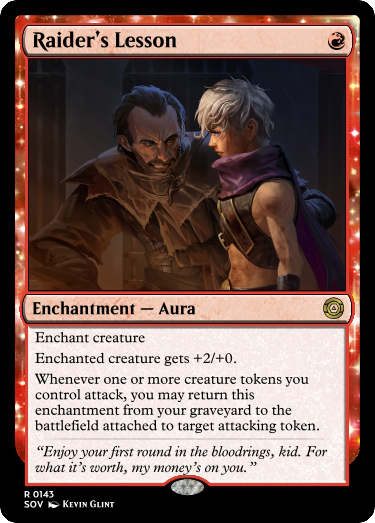 Raider's Lesson
Enchantment — Aura
Enchant creature
Enchanted creature gets +2/+0.
Whenever one or more creature tokens you
control attack, you may return this
enchantment from your graveyard to the
battlefield attached to target attacking token.
“Enjoy your first round in the bloodrings, kid. For
what it's worth, my money's on you.”
R 0143
SOV Kevin Glint